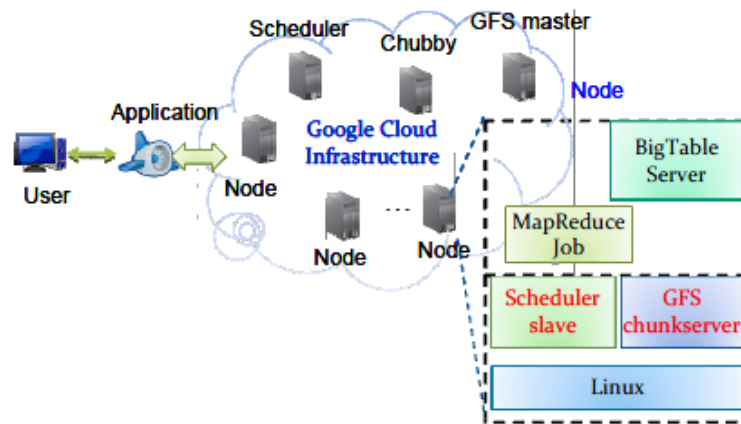 Scheduler
Chubby
GFS master
Node
Application
Google Cloud
Infrastructure
User
Node
...
Node
Node
BigTable
Server
MapReduce
Job
Scheduler
slave
GFS
chunkserver
Linux